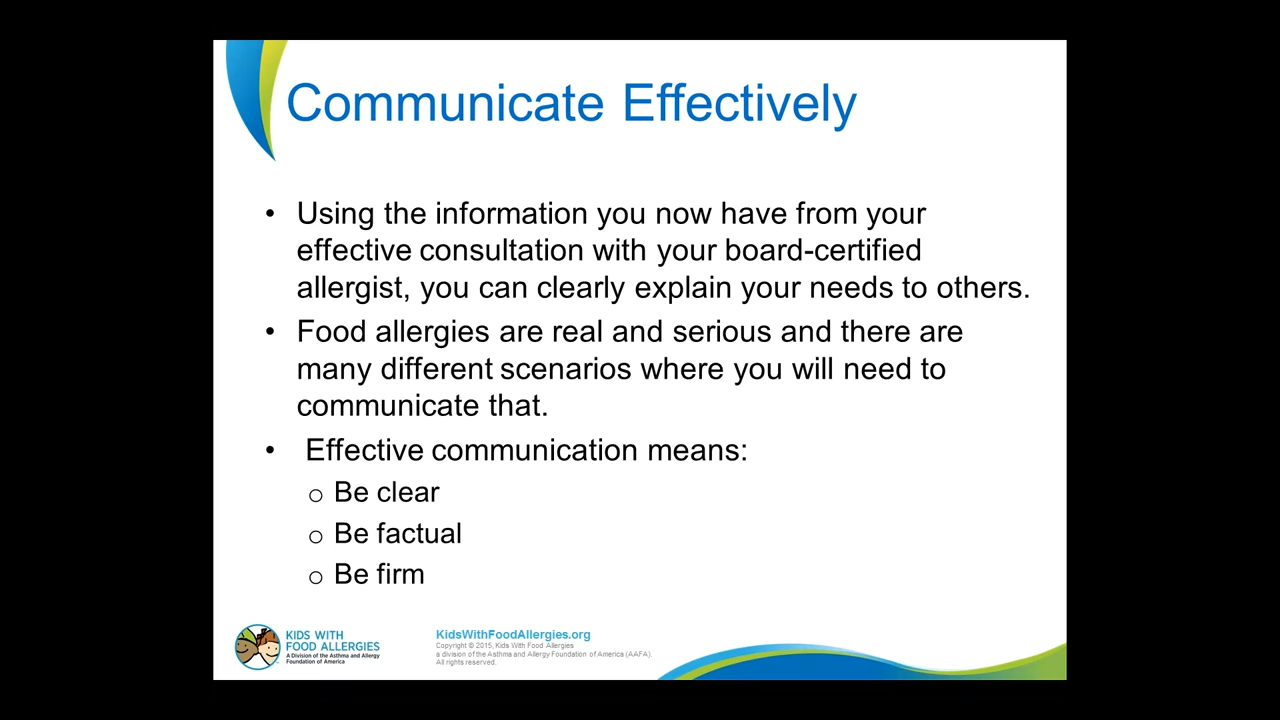 Communicate Effectively
• Using the information you now have from your
effective consultation with your board-certified
allergist, you can clearly explain your needs to others.
• Food allergies are real and serious and there are
many different scenarios where you will need to
communicate that.
• Effective communication means:
o Be clear
o Be factual
o Be firm
KIDS WITH
FOOD ALLERGIES
A Division of the Asthma and Allergy
Foundation of America
KidsWithFoodAllergies.org
Copyright © 2015, Kids With Food Allergies
a division of the Asthma and Allergy Foundation of America (AAFA).
All rights reserved.